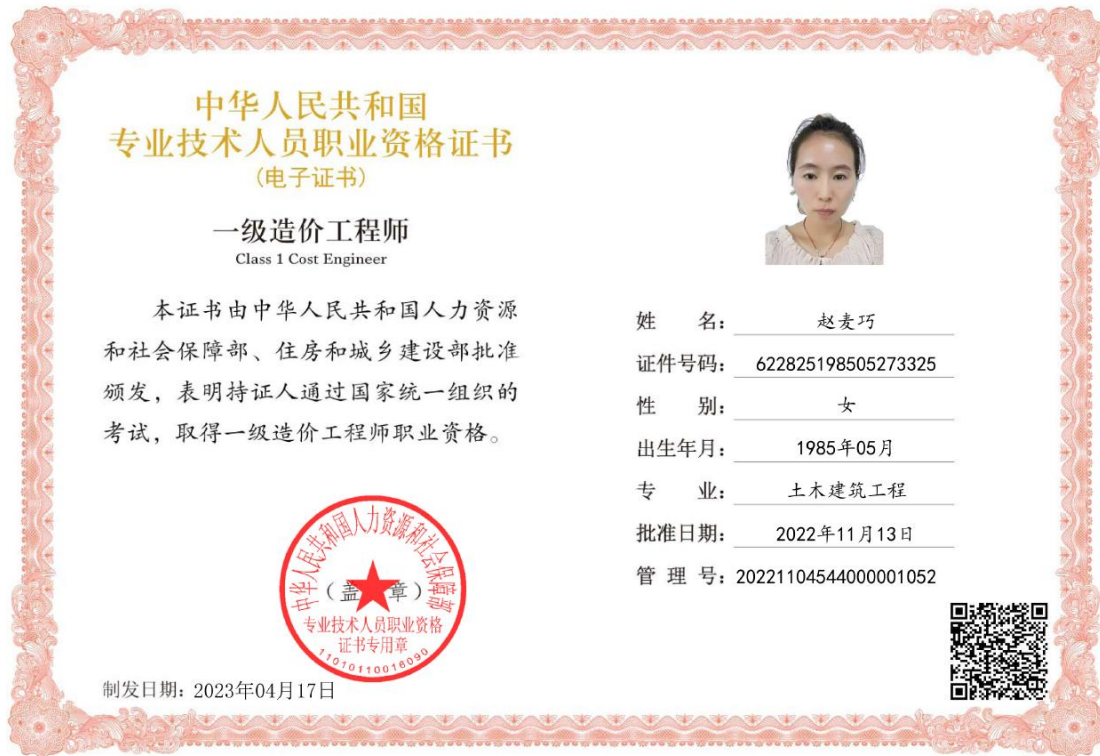 中华人民共和国
专业技术人员职业资格证书
(电子证书)
一级造价工程师
Class 1 Cost Engineer
本证书由中华人民共和国人力资源
和社会保障部、住房和城乡建设部批准
颁发，表明持证人通过国家统一组织的
考试，取得一级造价工程师职业资格。
中华人民共和国人力资源和社会保障部
（盖 章）
专业技术人员职业资格
证书专用章
11010110016090
制发日期：2023年04月17日
姓 名：赵麦巧
证件号码：622825198505273325
性 别：女
出生年月：1985年05月
专 业：土木建筑工程
批准日期：2022年11月13日
管 理 号：20221104544000001052